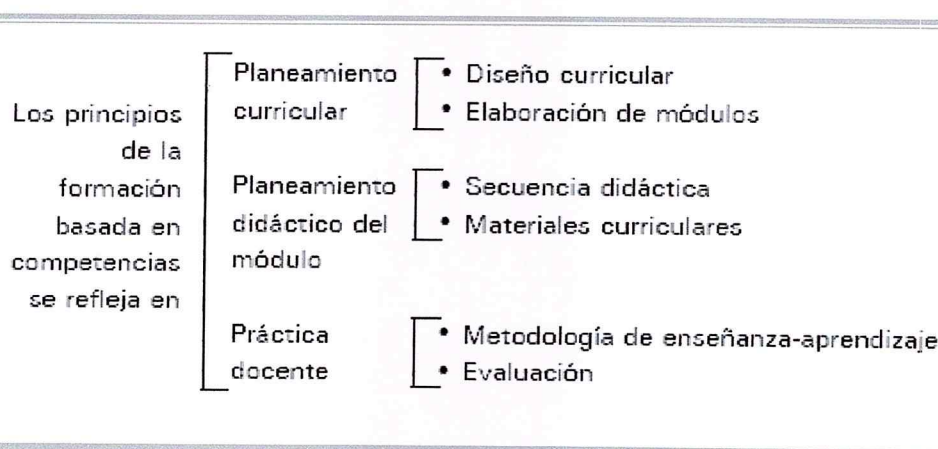 Los principios
de la
formación
basada en
competencias
se refleja en
Planeamiento
curricular
• Diseño curricular
• Elaboración de módulos
Planeamiento
didáctico del
módulo
• Secuencia didáctica
• Materiales curriculares
Práctica
docente
• Metodología de enseñanza-aprendizaje
• Evaluación